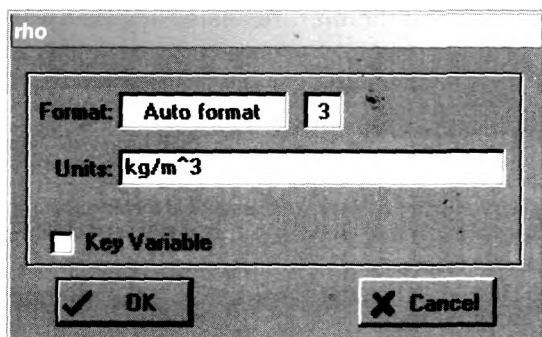 rho
Format: Auto format 3
Units: kg/m^3
Key Variable
OK Cancel